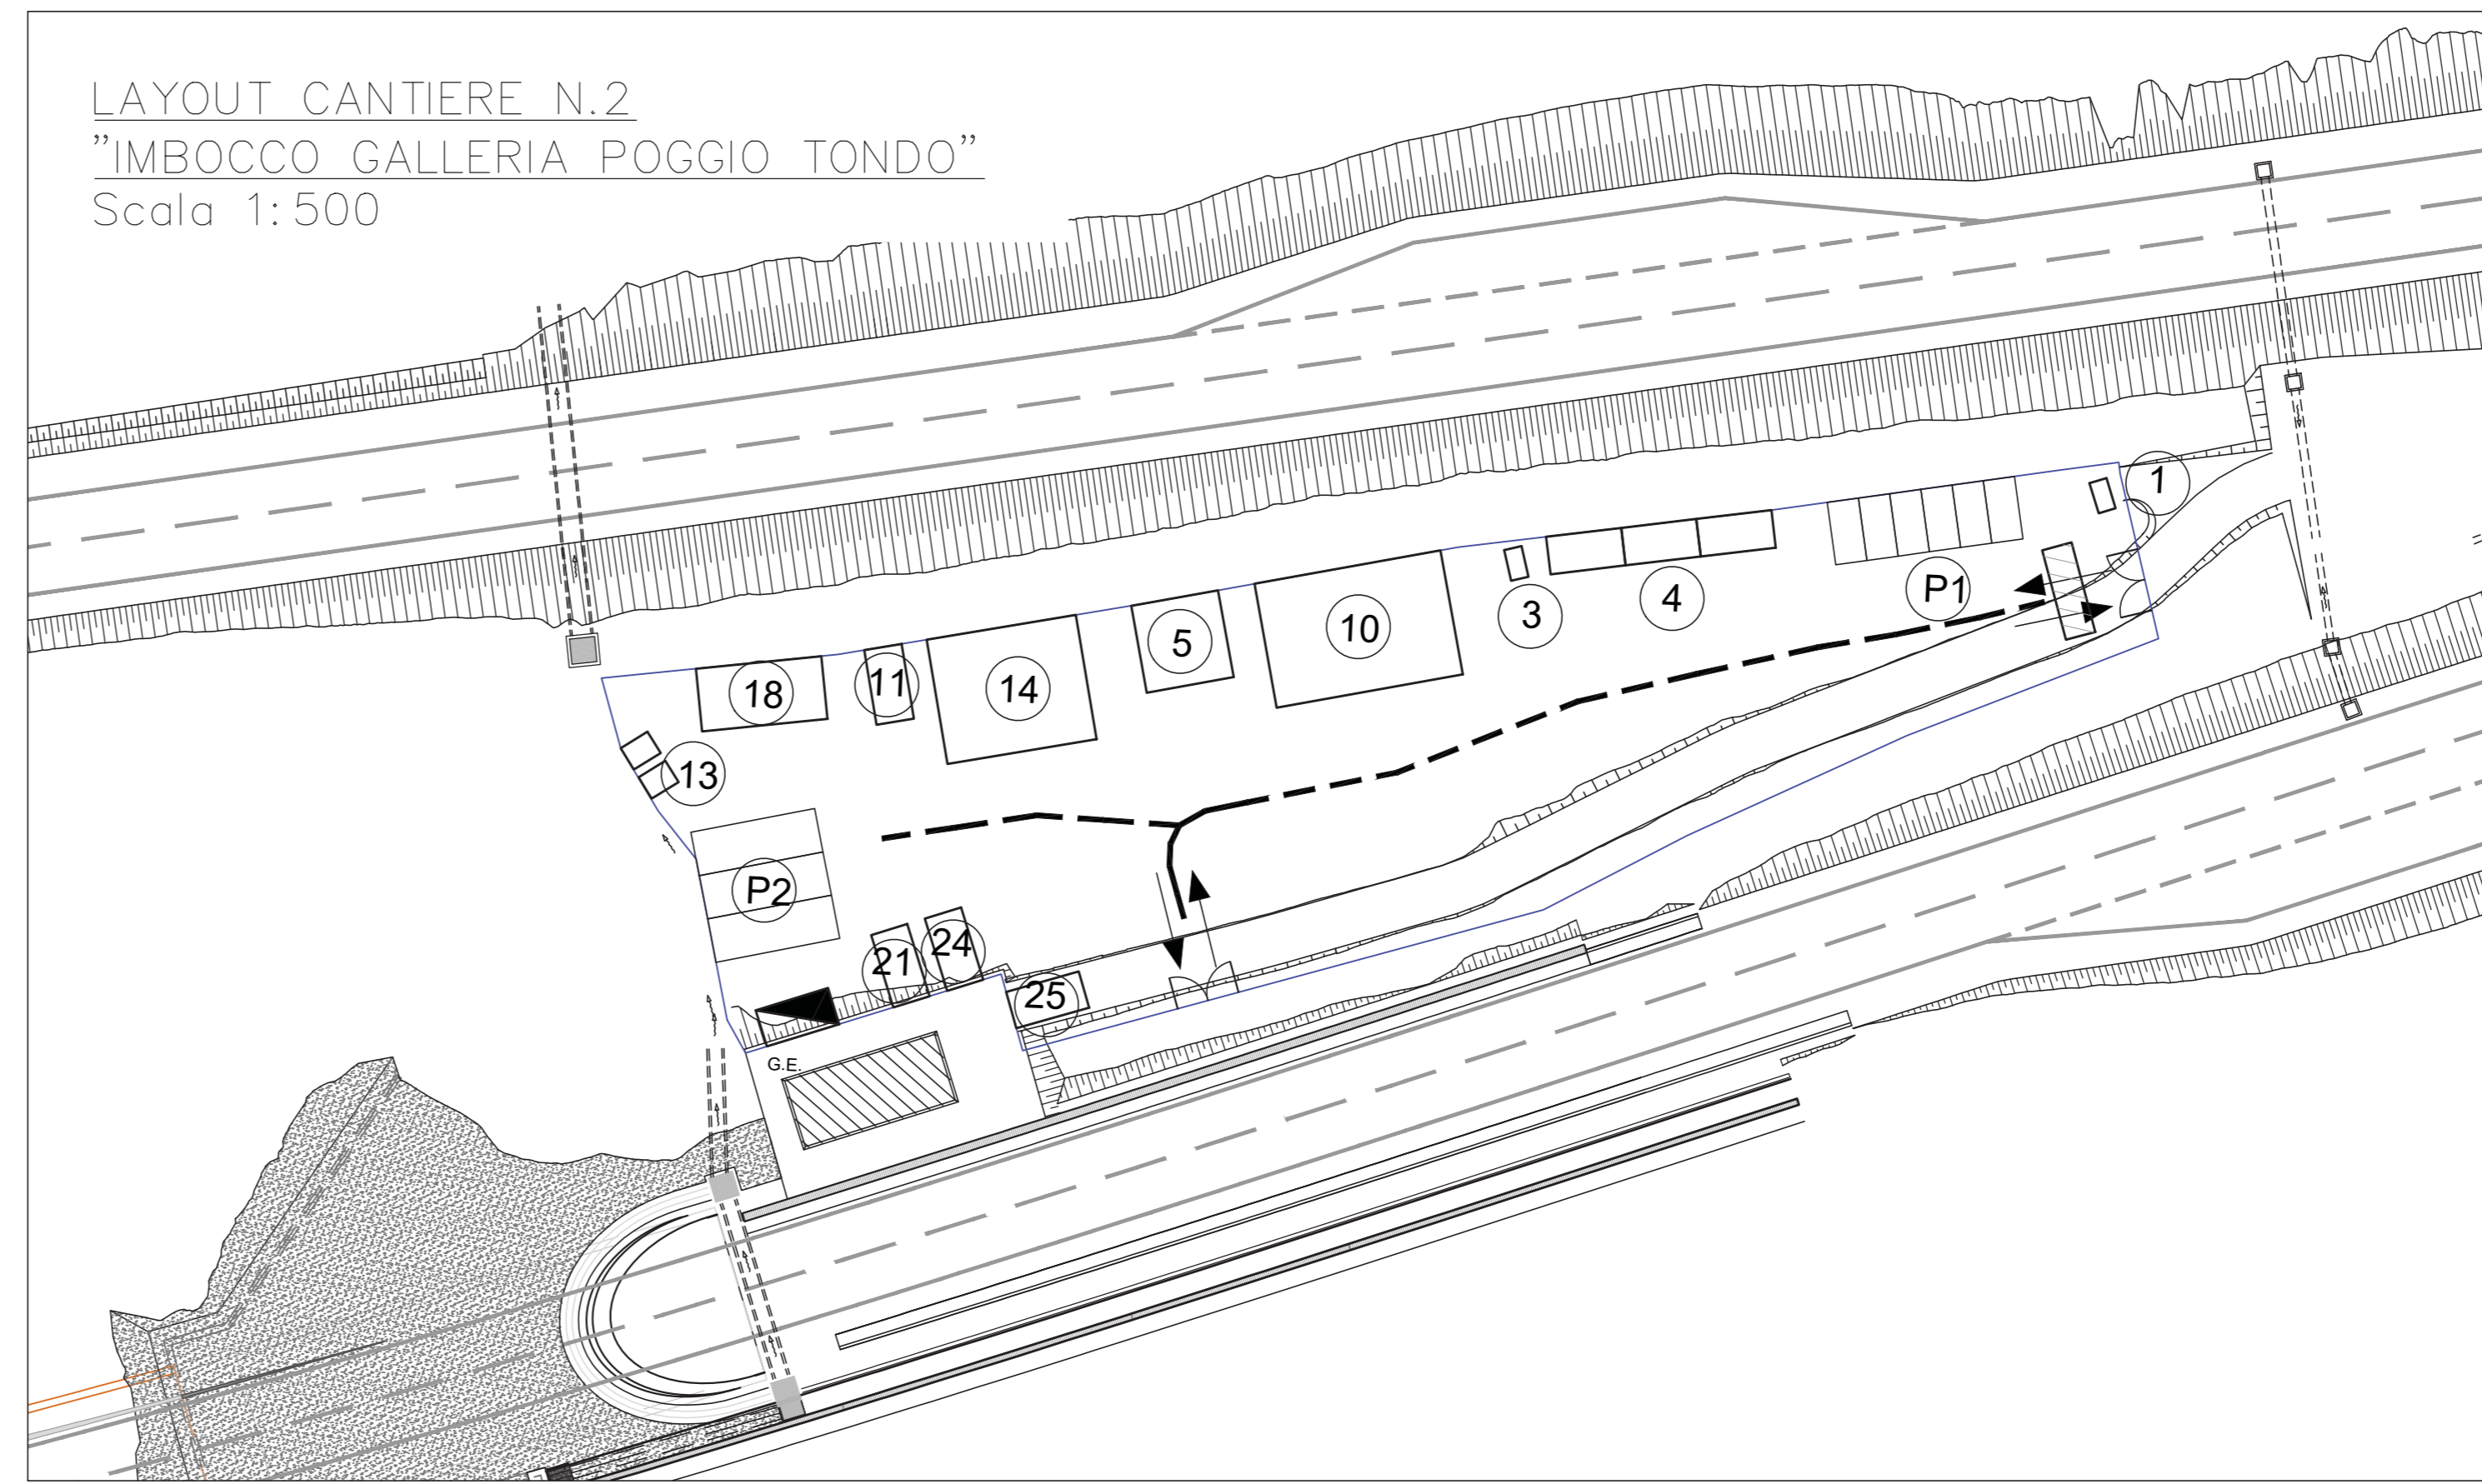 LAYOUT CANTIERE N.2
"IMBOCCO GALLERIA POGGIO TONDO"
Scala 1:500
1
P1
4
3
10
5
14
11
18
13
P2
24
21
25
G.E.